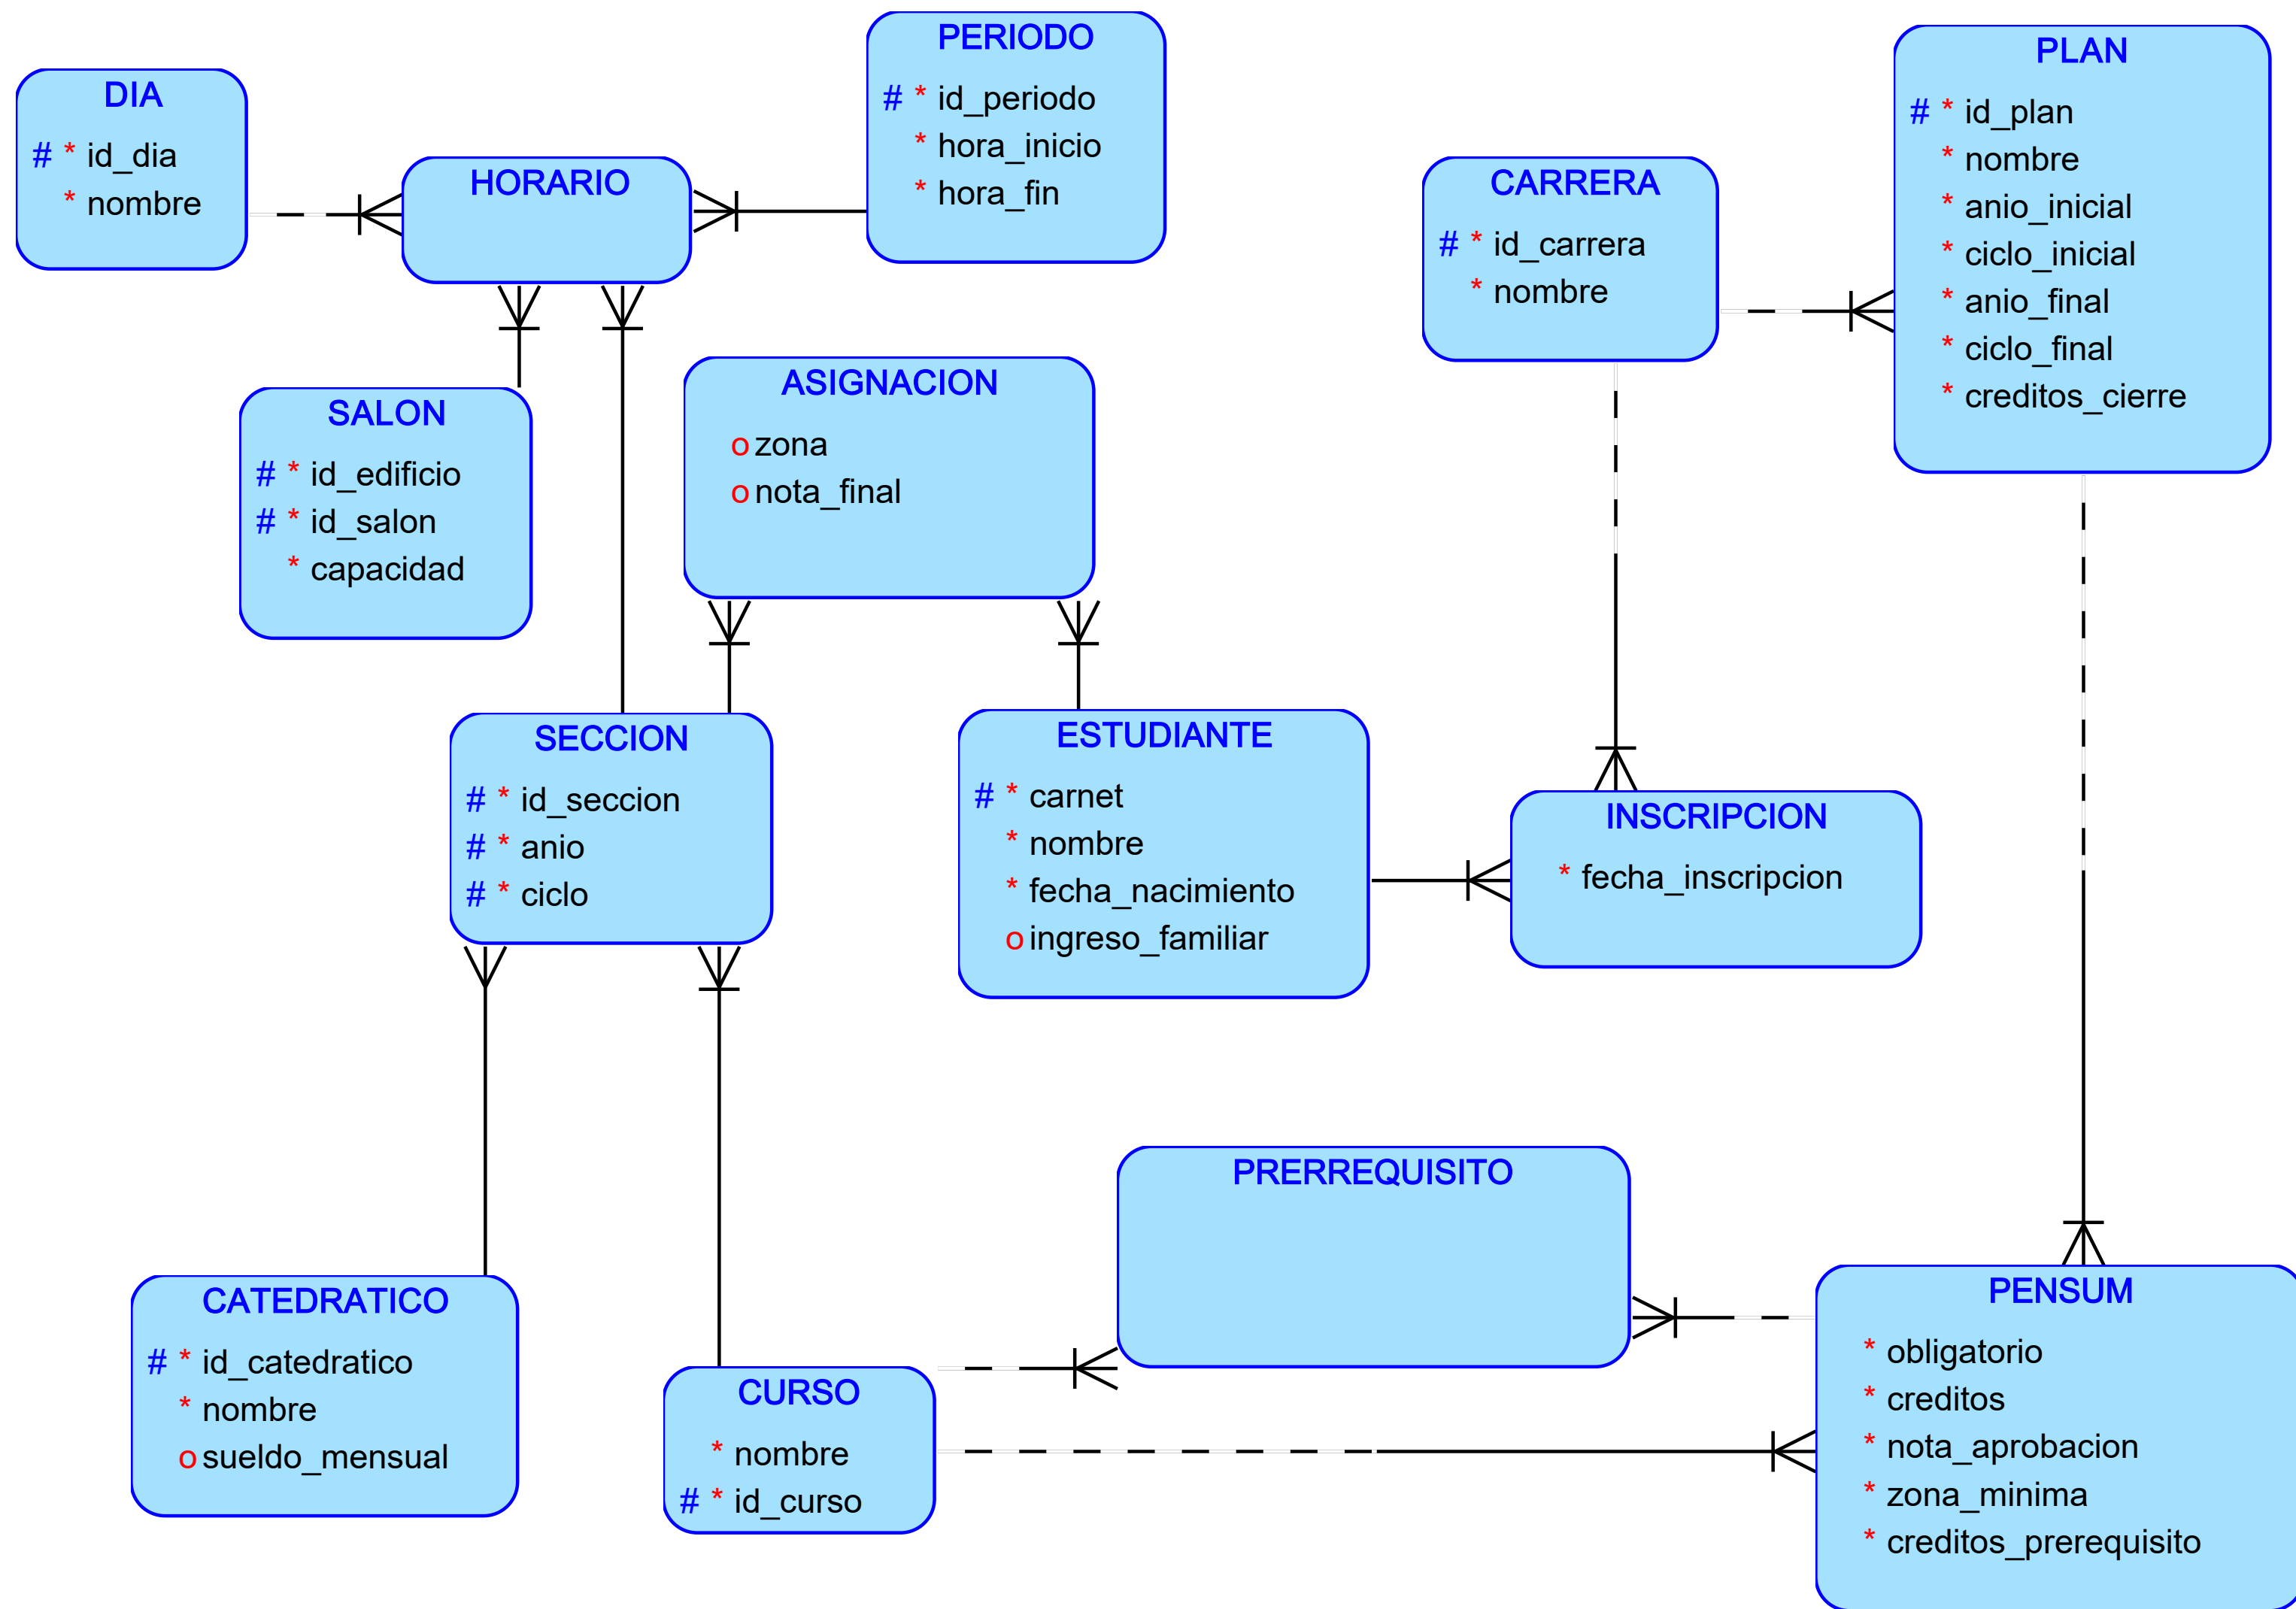 PERIODO
# * id_periodo
* hora_inicio
* hora_fin
PLAN
# * id_plan
* nombre
* anio_inicial
* ciclo_inicial
* anio_final
* ciclo_final
* creditos_cierre
DIA
# * id_dia
* nombre
HORARIO
CARRERA
# * id_carrera
* nombre
ASIGNACION
o zona
o nota_final
SALON
# * id_edificio
# * id_salon
* capacidad
SECCION
# * id_seccion
# * anio
# * ciclo
ESTUDIANTE
# * carnet
* nombre
* fecha_nacimiento
o ingreso_familiar
INSCRIPCION
* fecha_inscripcion
PRERREQUISITO
CATEDRATICO
# * id_catedratico
* nombre
o sueldo_mensual
CURSO
* nombre
# * id_curso
PENSUM
* obligatorio
* creditos
* nota_aprobacion
* zona_minima
* creditos_prerequisito